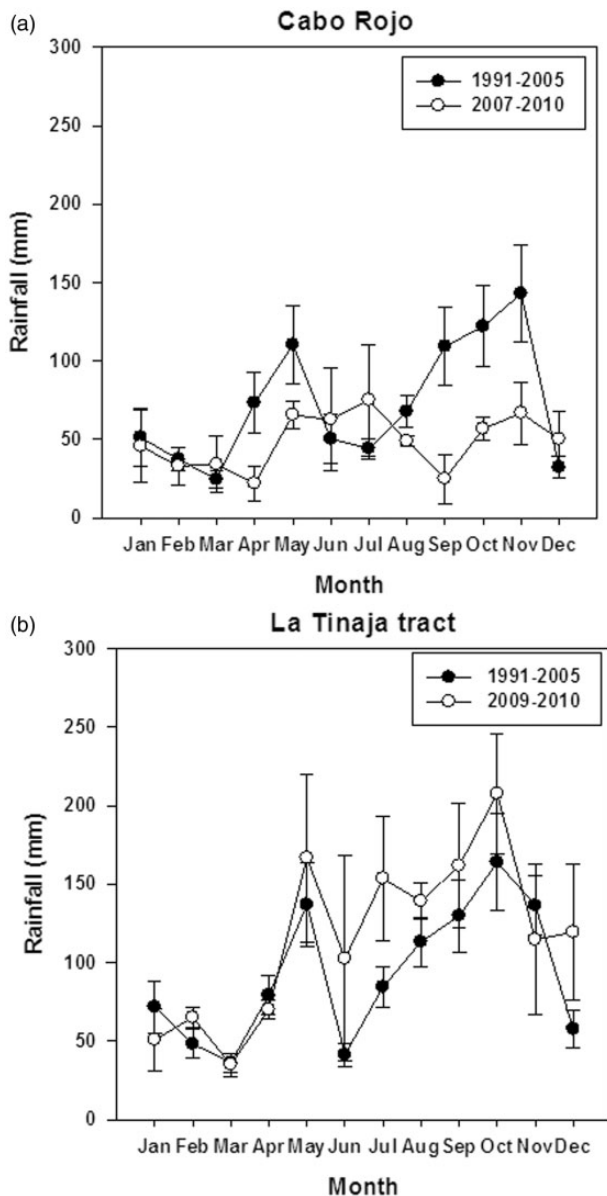 (a)
Cabo Rojo
300
250
200
150
100
50
0
Rainfall (mm)
1991-2005
2007-2010
Jan Feb Mar Apr May Jun Jul Aug Sep Oct Nov Dec
Month
(b)
La Tinaja tract
300
250
200
150
100
50
0
Rainfall (mm)
1991-2005
2009-2010
Jan Feb Mar Apr May Jun Jul Aug Sep Oct Nov Dec
Month